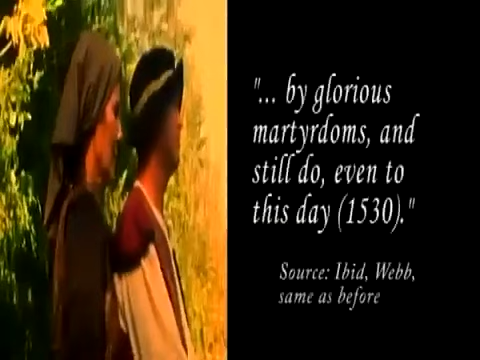 "... by glorious
martyrdoms, and
still do, even to
this day (1530)."
Source: Ibid, Webb,
same as before